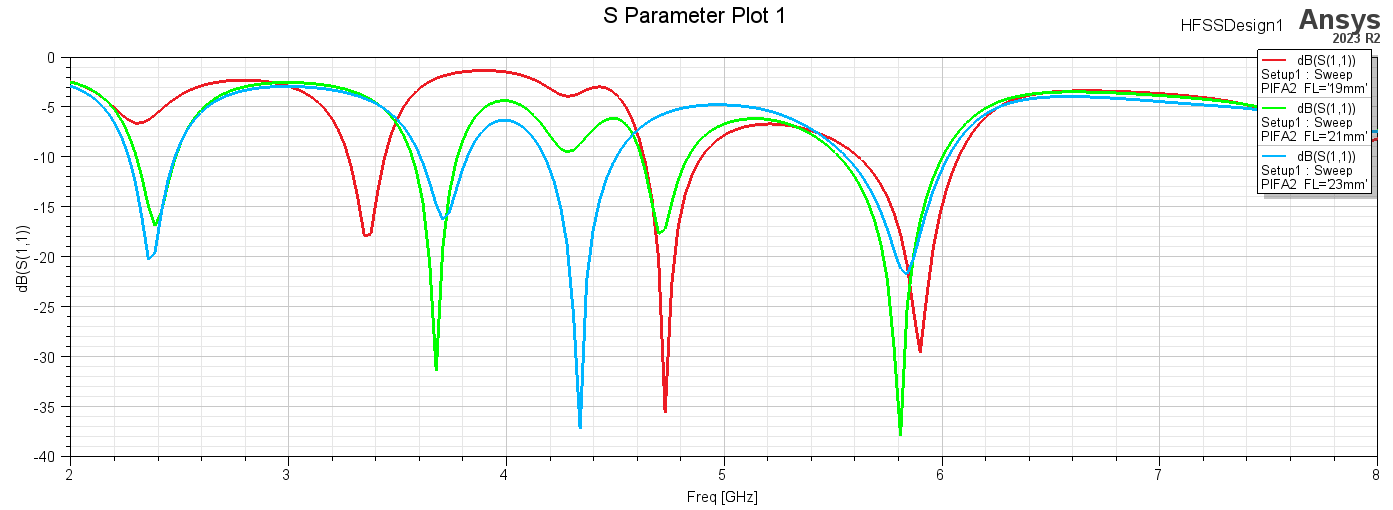 S Parameter Plot 1
HFSSDesign1
Ansys
2023 R2
dB(S(1,1))
Setup1 : Sweep
PIFA2_FL='19mm'
dB(S(1,1))
Setup1 : Sweep
PIFA2_FL='21mm'
dB(S(1,1))
Setup1 : Sweep
PIFA2_FL='23mm'
dB(S(1,1))
0
-5
-10
-15
-20
-25
-30
-35
-40
2
3
4
5
6
7
8
Freq [GHz]